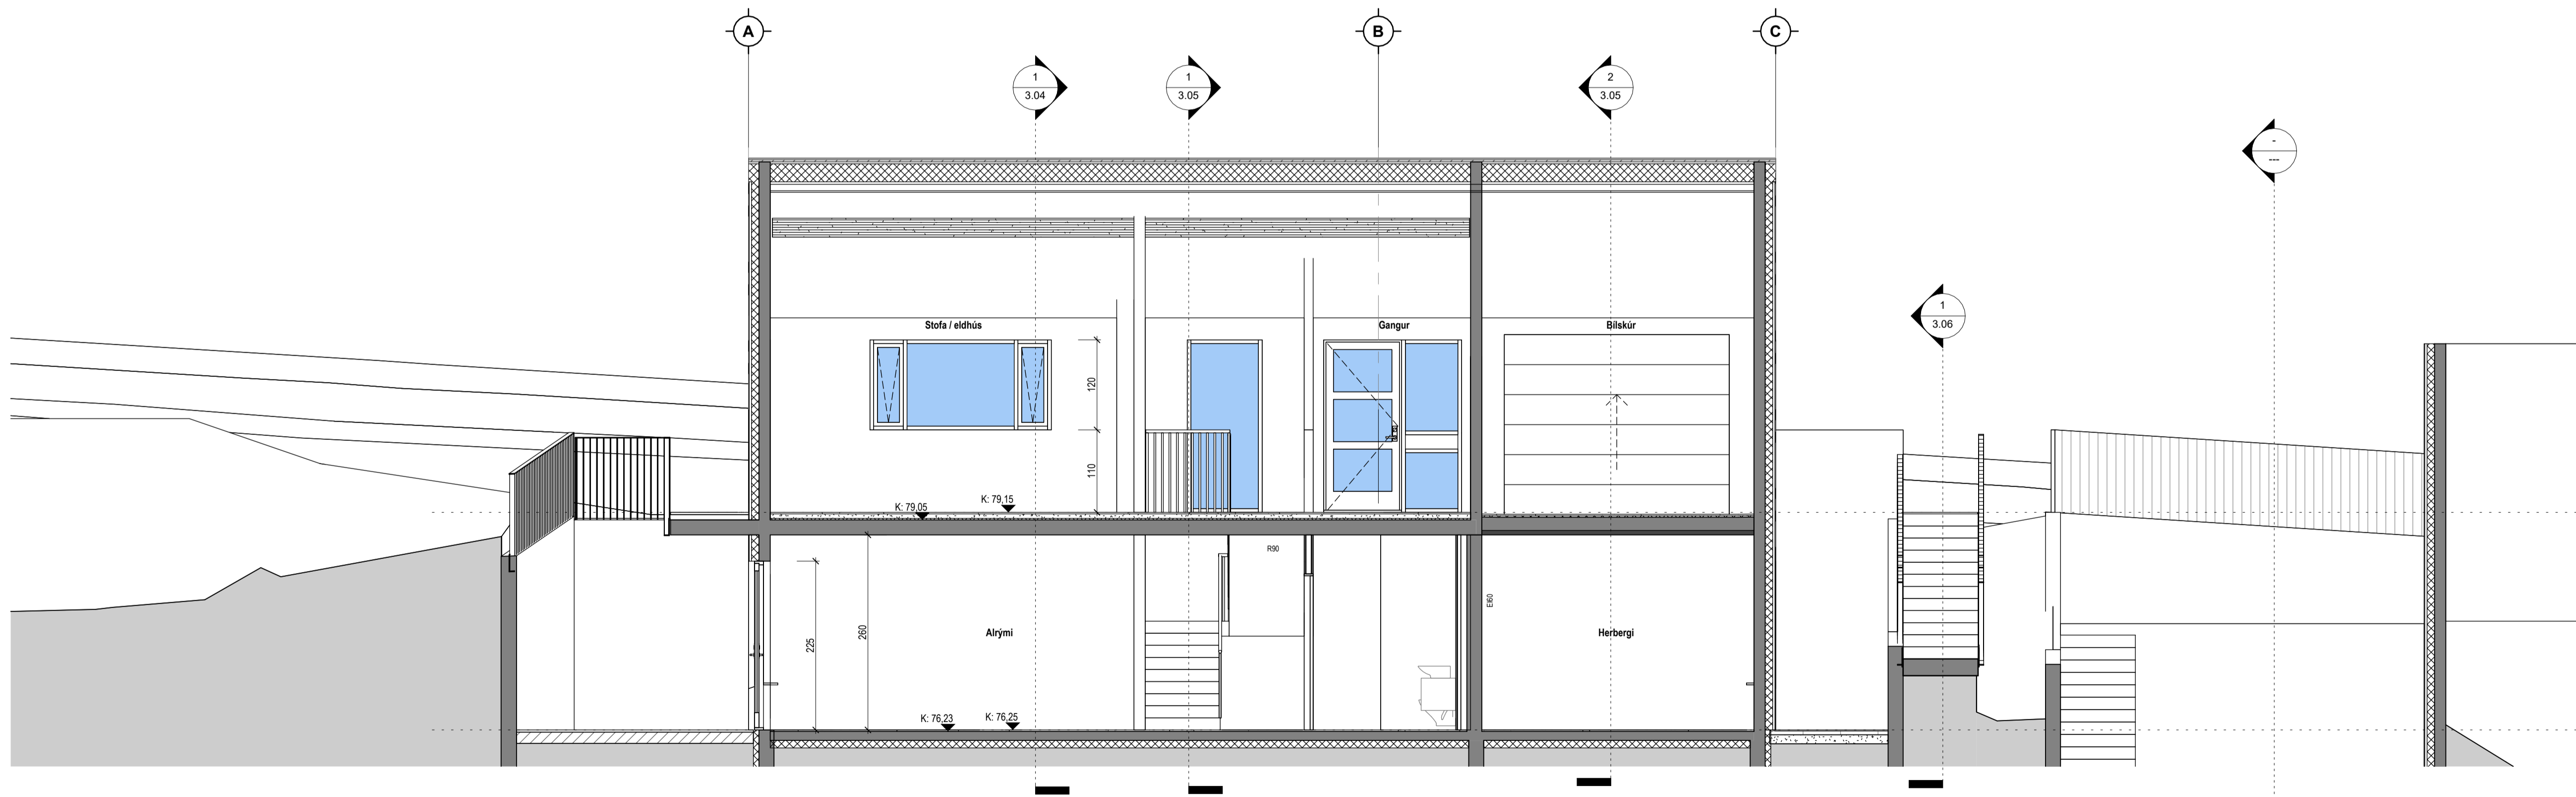 A
B
C
1
3.04
1
3.05
2
3.05
-
---
1
3.06
Stofa / eldhús
Gangur
Bílskúr
120
110
K: 79,05
K: 79,15
R90
EI60
225
260
Alrými
Herbergi
K: 76,23
K: 76,25